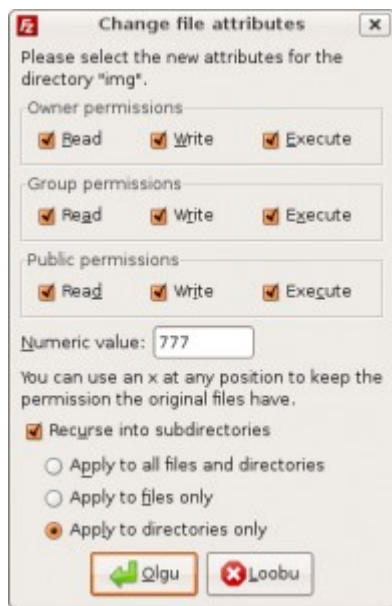 Fz Change file attributes
Please select the new attributes for the
directory "img".
Owner permissions
Read Write Execute
Group permissions
Read Write Execute
Public permissions
Read Write Execute
Numeric value: 777
You can use an x at any position to keep the
permission the original files have.
Recurse into subdirectories
Apply to all files and directories
Apply to files only
Apply to directories only
Olgu Loobu